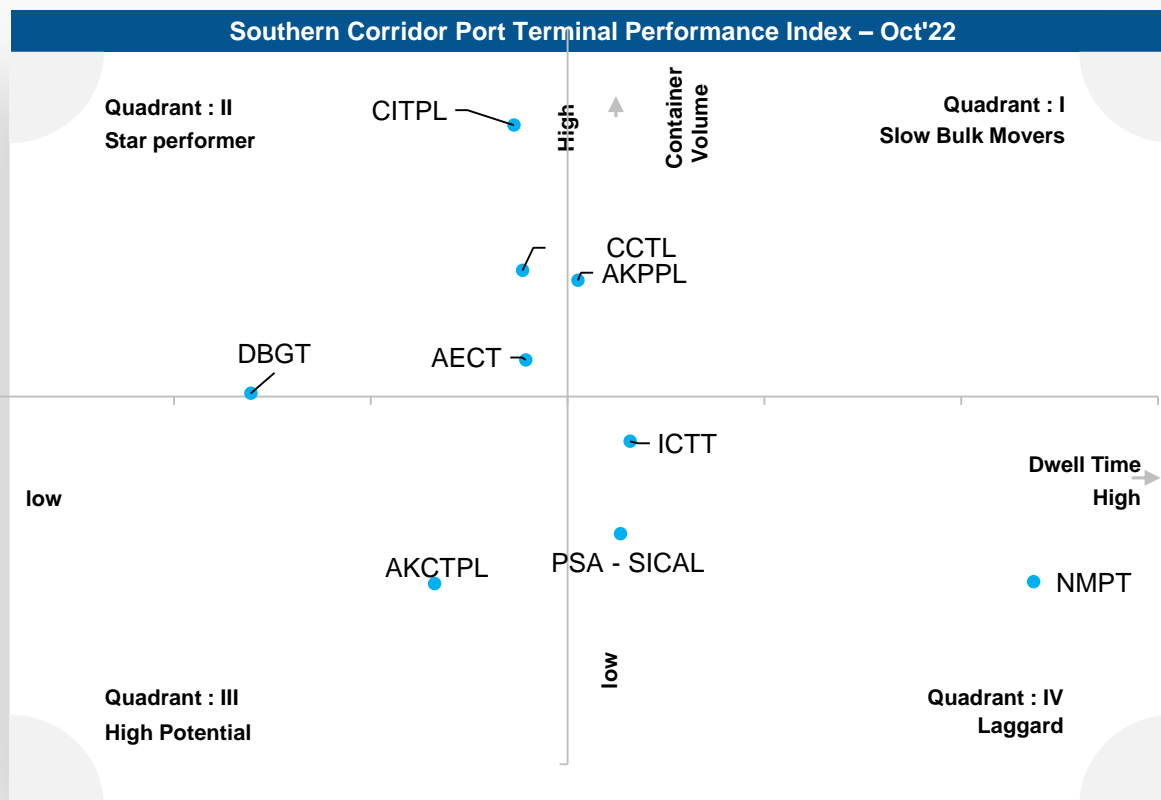 Southern Corridor Port Terminal Performance Index – Oct'22
Quadrant : II
Star performer
CITPL
High
Container
Volume
Quadrant : I
Slow Bulk Movers
CCTL
AKPPL
DBGT
AECT
ICTT
Dwell Time
High
low
AKCTPL
PSA - SICAL
NMPT
low
Quadrant : III
High Potential
Quadrant : IV
Laggard